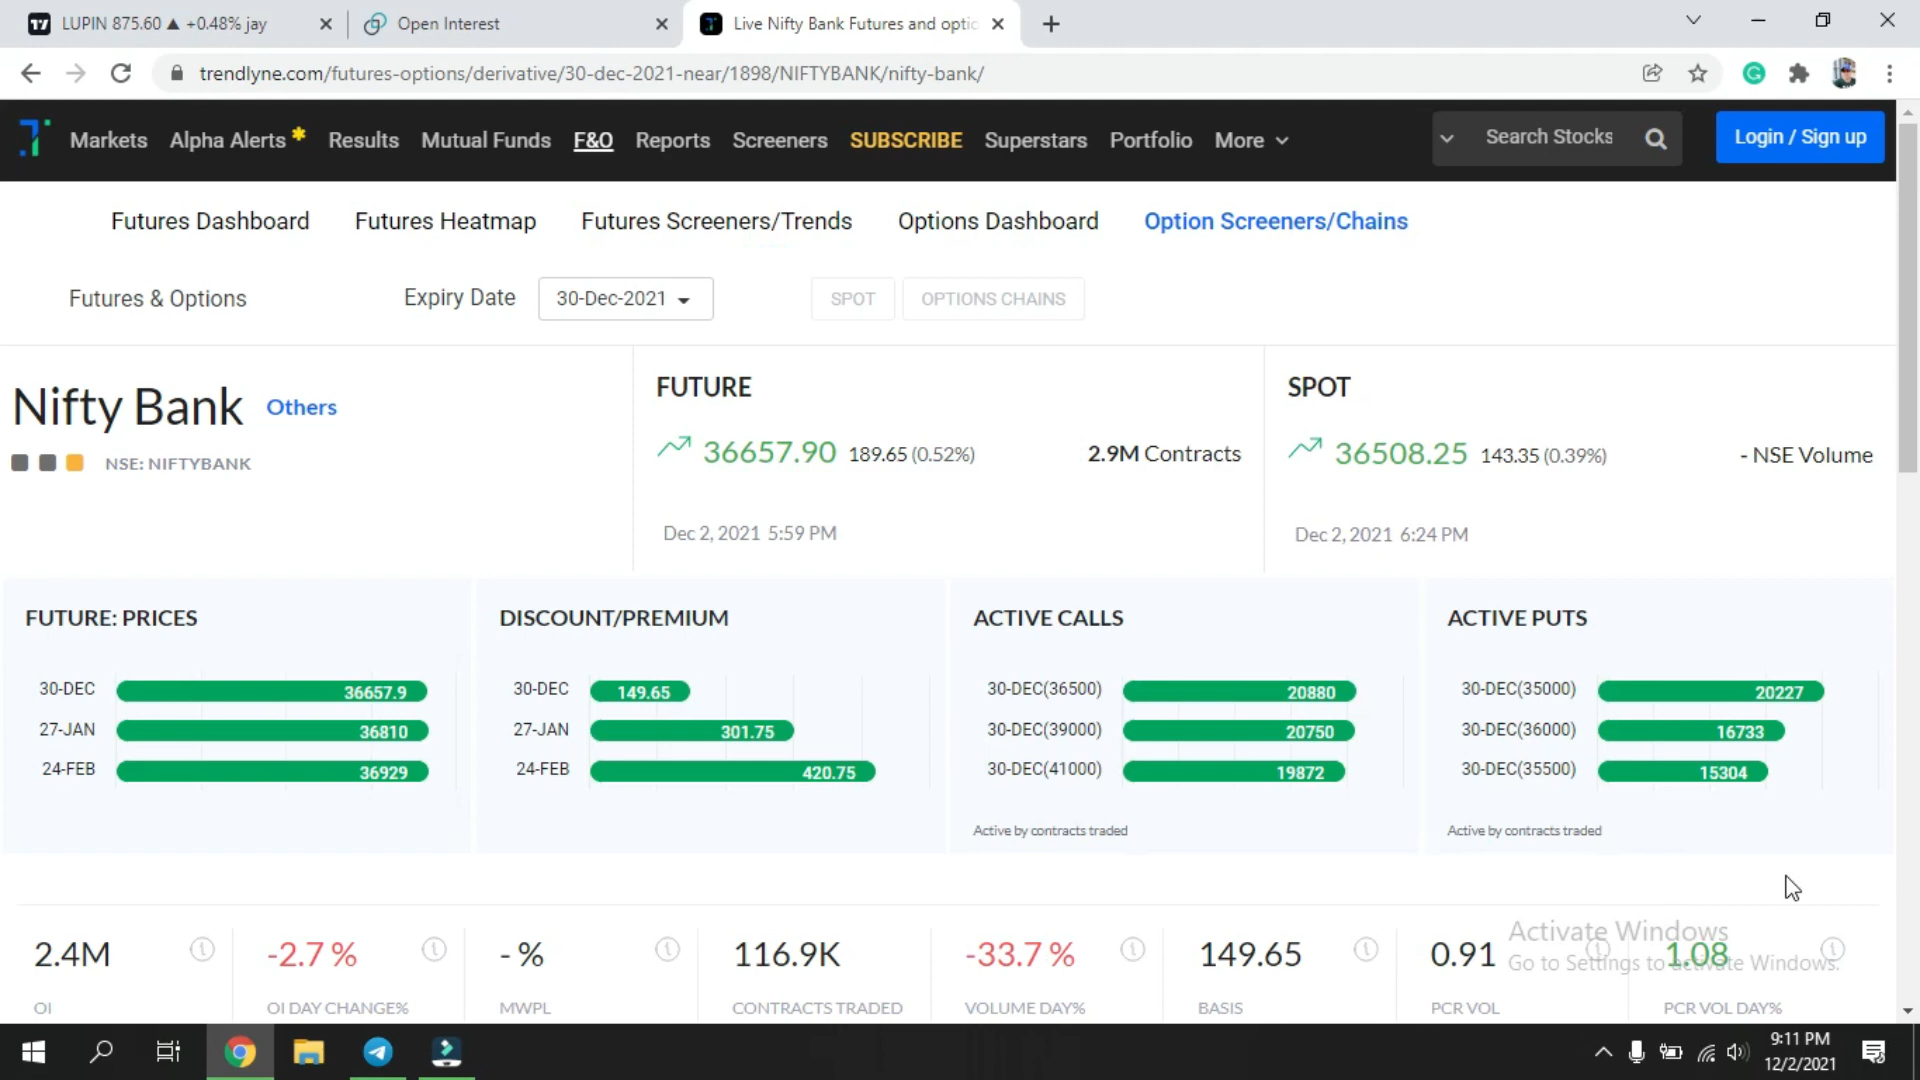 LUPIN 875.60 ▲ +0.48% jay
Open Interest
Live Nifty Bank Futures and optic
trendlyne.com/futures-options/derivative/30-dec-2021-near/1898/NIFTYBANK/nifty-bank/
Markets Alpha Alerts Results Mutual Funds F&O Reports Screeners SUBSCRIBE Superstars Portfolio More Search Stocks Login / Sign up
Futures Dashboard Futures Heatmap Futures Screeners/Trends Options Dashboard Option Screeners/Chains
Futures & Options Expiry Date 30-Dec-2021 SPOT OPTIONS CHAINS
Nifty Bank Others
NSE: NIFTYBANK
FUTURE
36657.90 189.65 (0.52%) 2.9M Contracts
Dec 2, 2021 5:59 PM
SPOT
36508.25 143.35 (0.39%) - NSE Volume
Dec 2, 2021 6:24 PM
FUTURE: PRICES
30-DEC 36657.9
27-JAN 36810
24-FEB 36929
DISCOUNT/PREMIUM
30-DEC 149.65
27-JAN 301.75
24-FEB 420.75
ACTIVE CALLS
30-DEC(36500) 20880
30-DEC(39000) 20750
30-DEC(41000) 19872
Active by contracts traded
ACTIVE PUTS
30-DEC(35000) 20227
30-DEC(36000) 16733
30-DEC(35500) 15304
Active by contracts traded
2.4M
OI
-2.7 %
OI DAY CHANGE%
- %
MWPL
116.9K
CONTRACTS TRADED
-33.7 %
VOLUME DAY%
149.65
BASIS
0.91
PCR VOL
1.08
PCR VOL DAY%
Activate Windows
Go to Settings to activate Windows.
9:11 PM
12/2/2021